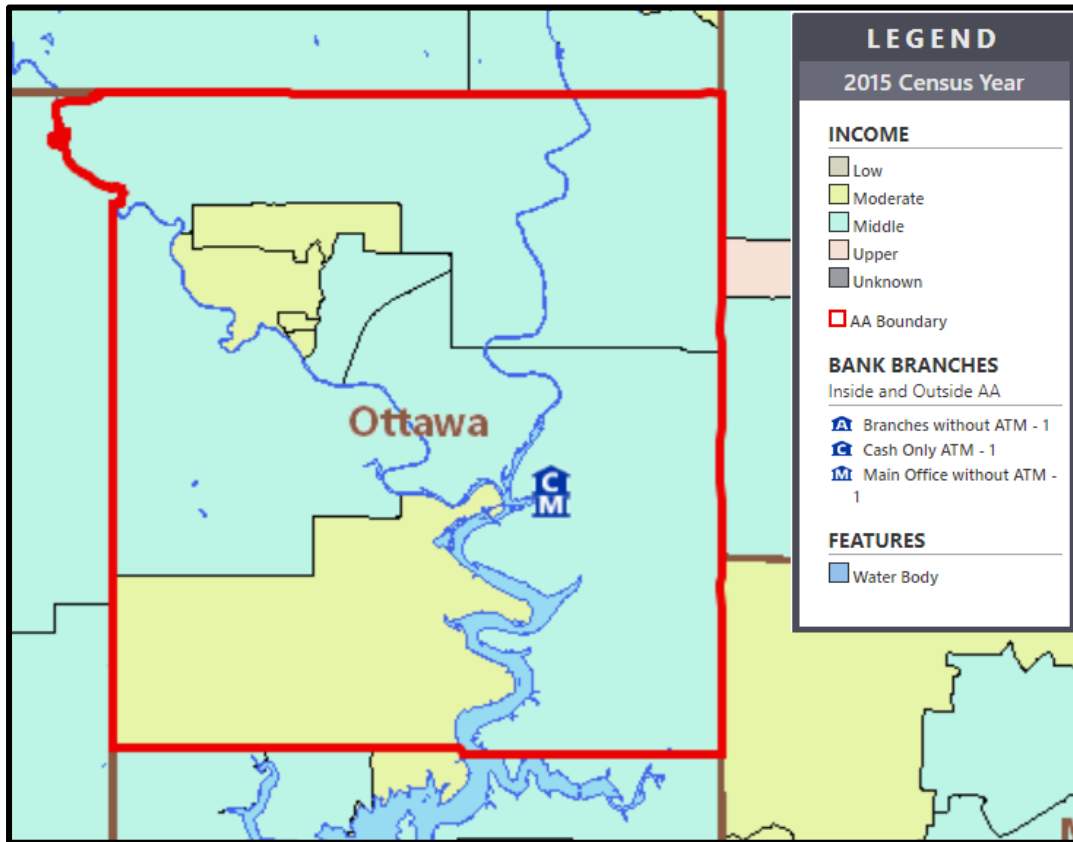 LEGEND
2015 Census Year
INCOME
Low
Moderate
Middle
Upper
Unknown
AA Boundary
BANK BRANCHES
Inside and Outside AA
A Branches without ATM - 1
C Cash Only ATM - 1
M Main Office without ATM -
1
FEATURES
Water Body
Ottawa
C
M